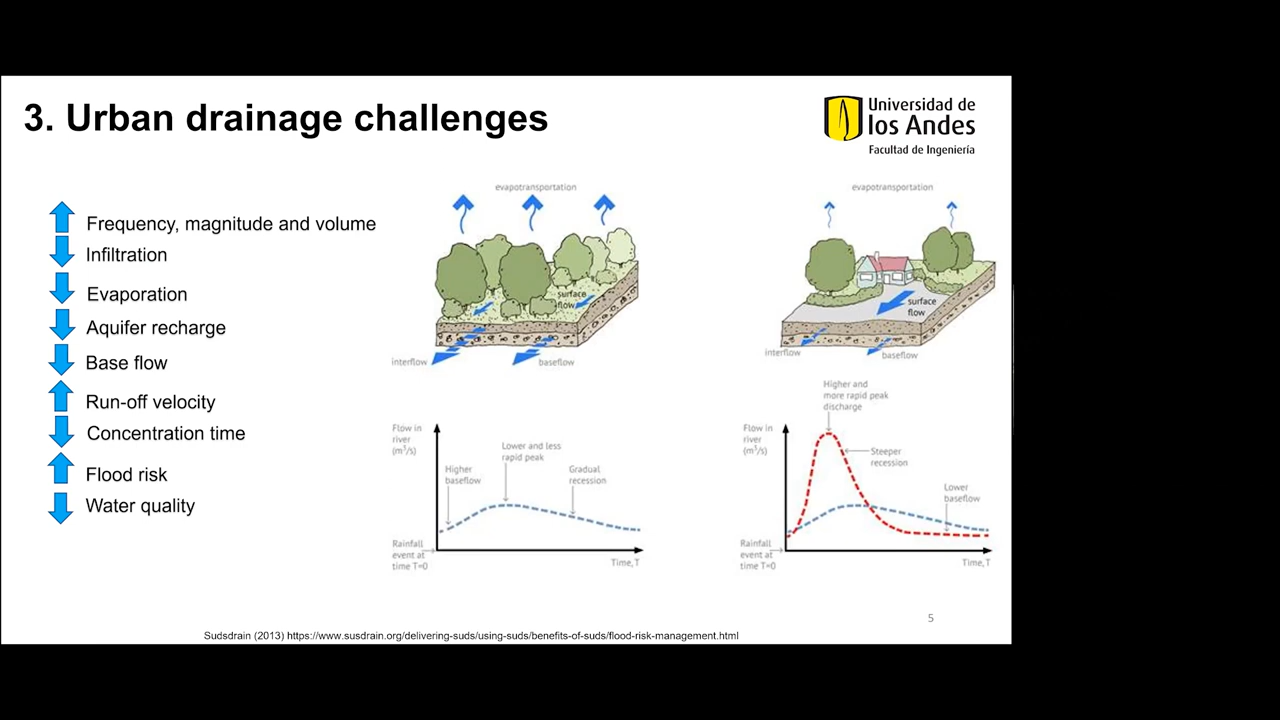 3. Urban drainage challenges
Universidad de
los Andes
Facultad de Ingeniería
Frequency, magnitude and volume
Infiltration
Evaporation
Aquifer recharge
Base flow
Run-off velocity
Concentration time
Flood risk
Water quality
evapotransportation
surface
flow
interflow
baseflow
evapotransportation
surface
flow
interflow
baseflow
Flow in
river
(m³/s)
Higher
baseflow
Lower and less
rapid peak
Gradual
recession
Rainfall
event at
time T=0
Time, T
Higher and
more rapid peak
discharge
Flow in
river
(m³/s)
Steeper
recession
Lower
baseflow
Rainfall
event at
time T=0
Time, T
5
Sudsdrain (2013) https://www.susdrain.org/delivering-suds/using-suds/benefits-of-suds/flood-risk-management.html